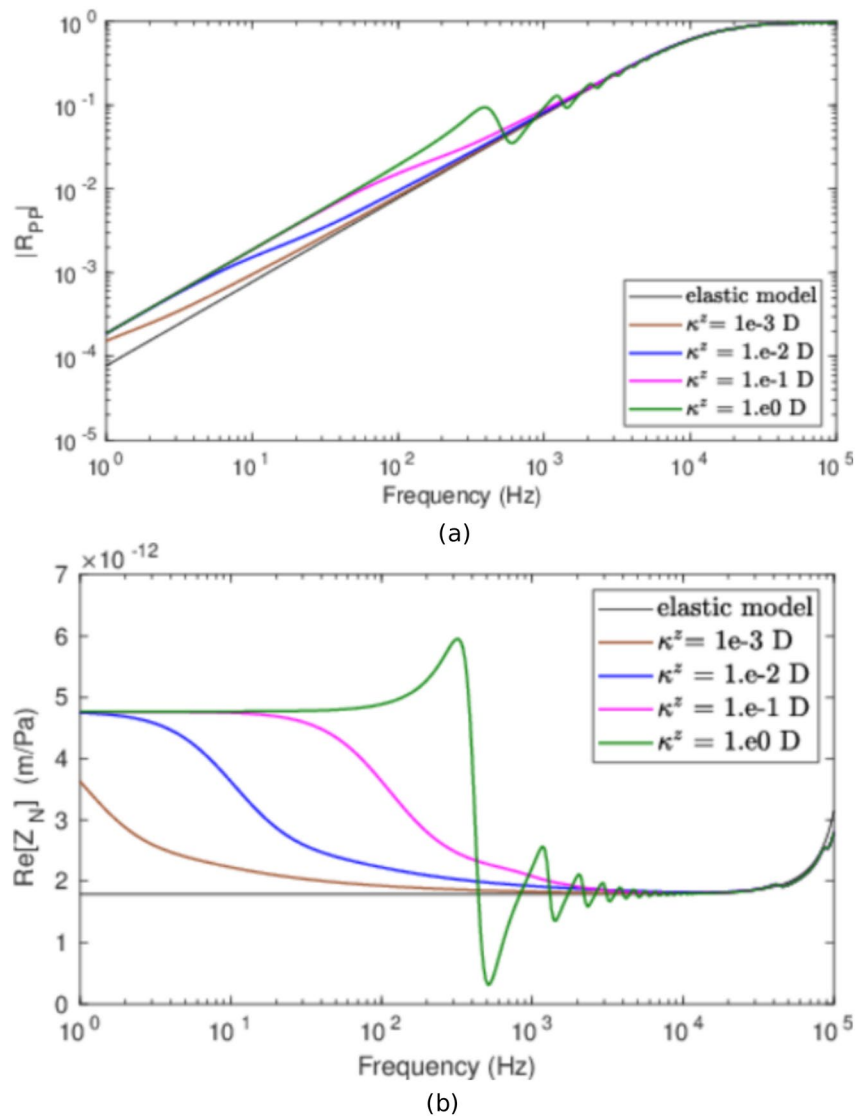 10^0
10^-1
10^-2
10^-3
10^-4
10^-5
|R_PP|
elastic model
κ^z= 1e-3 D
κ^z = 1.e-2 D
κ^z = 1.e-1 D
κ^z = 1.e0 D
10^0 10^1 10^2 10^3 10^4 10^5
Frequency (Hz)
(a)
×10^-12
7
6
5
4
3
2
1
0
Re[Z_N] (m/Pa)
elastic model
κ^z= 1e-3 D
κ^z = 1.e-2 D
κ^z = 1.e-1 D
κ^z = 1.e0 D
10^0 10^1 10^2 10^3 10^4 10^5
Frequency (Hz)
(b)